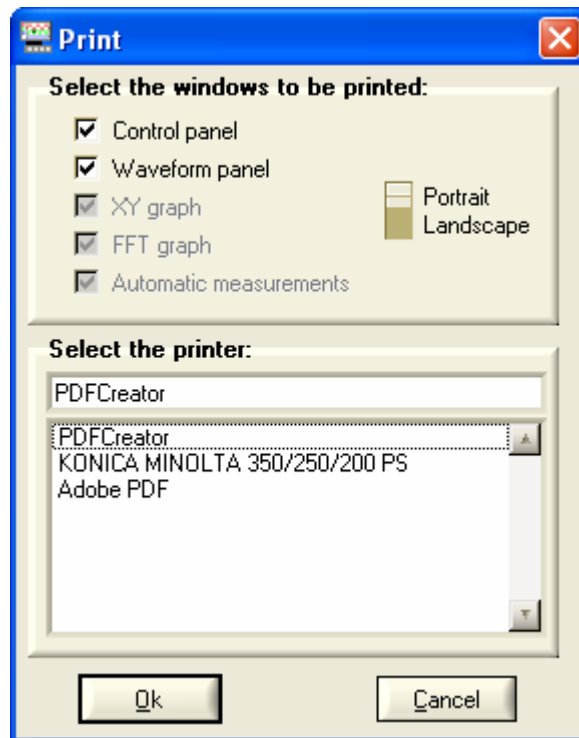 Print
Select the windows to be printed:
Control panel
Waveform panel
XY graph
FFT graph
Automatic measurements
Portrait
Landscape
Select the printer:
PDFCreator
PDFCreator
KONICA MINOLTA 350/250/200 PS
Adobe PDF
Ok
Cancel